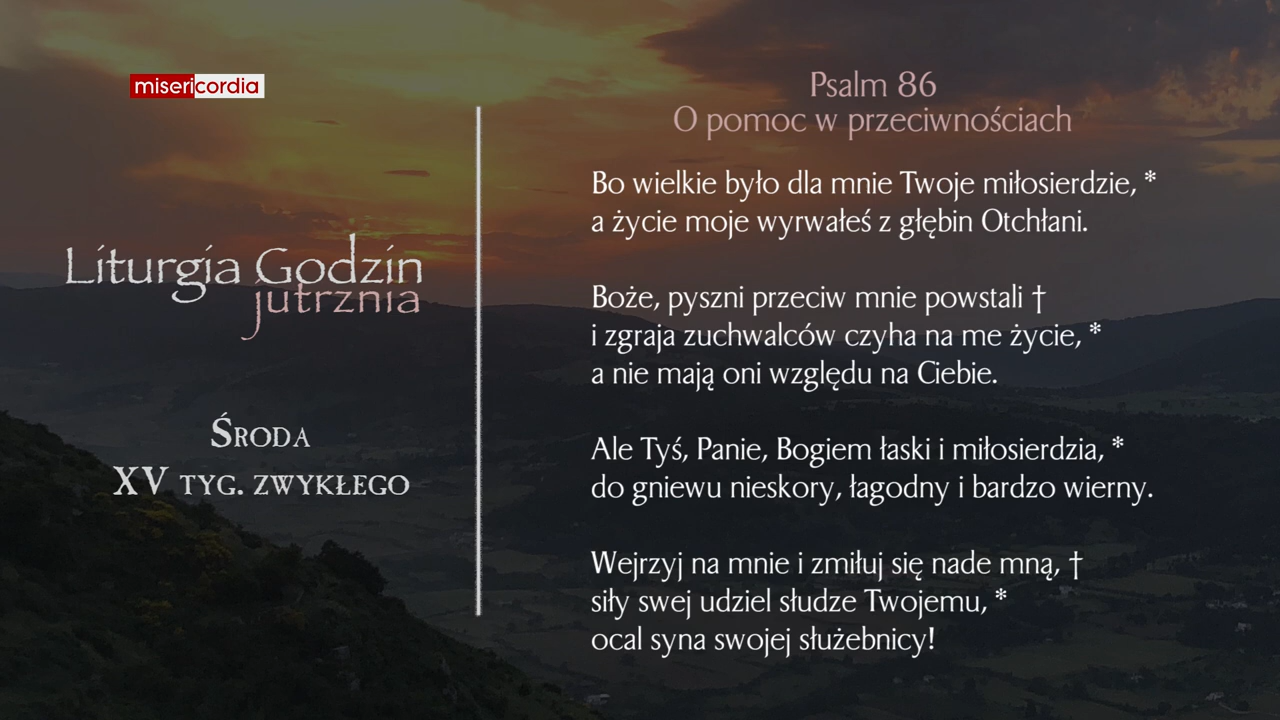 misericordia
Liturgia Godzin
jutrznia
Środa
XV tyg. zwykłego
Psalm 86
O pomoc w przeciwnościach
Bo wielkie było dla mnie Twoje miłosierdzie, *
a życie moje wyrwałeś z głębin Otchłani.
Boże, pyszni przeciw mnie powstali †
i zgraja zuchwalców czyha na me życie, *
a nie mają oni względu na Ciebie.
Ale Tyś, Panie, Bogiem łaski i miłosierdzia, *
do gniewu nieskory, łagodny i bardzo wierny.
Wejrzyj na mnie i zmiłuj się nade mną, †
siły swej udziel słudze Twojemu, *
ocal syna swojej służebnicy!